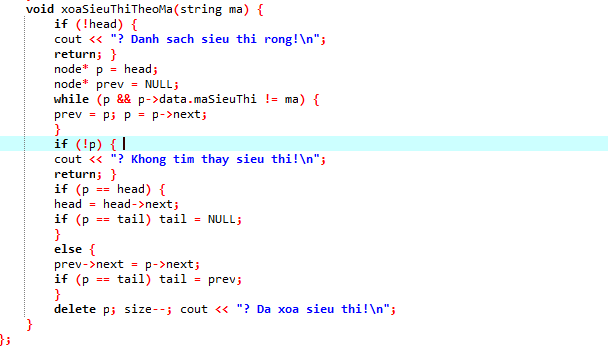 void xoaSieuThiTheoMa(string ma) {
if (!head) {
cout << "? Danh sach sieu thi rong!\n";
return; }
node* p = head;
node* prev = NULL;
while (p && p->data.maSieuThi != ma) {
prev = p; p = p->next;
}
if (!p) {
cout << "? Khong tim thay sieu thi!\n";
return; }
if (p == head) {
head = head->next;
if (p == tail) tail = NULL;
}
else {
prev->next = p->next;
if (p == tail) tail = prev;
}
delete p; size--; cout << "? Da xoa sieu thi!\n";
}
};